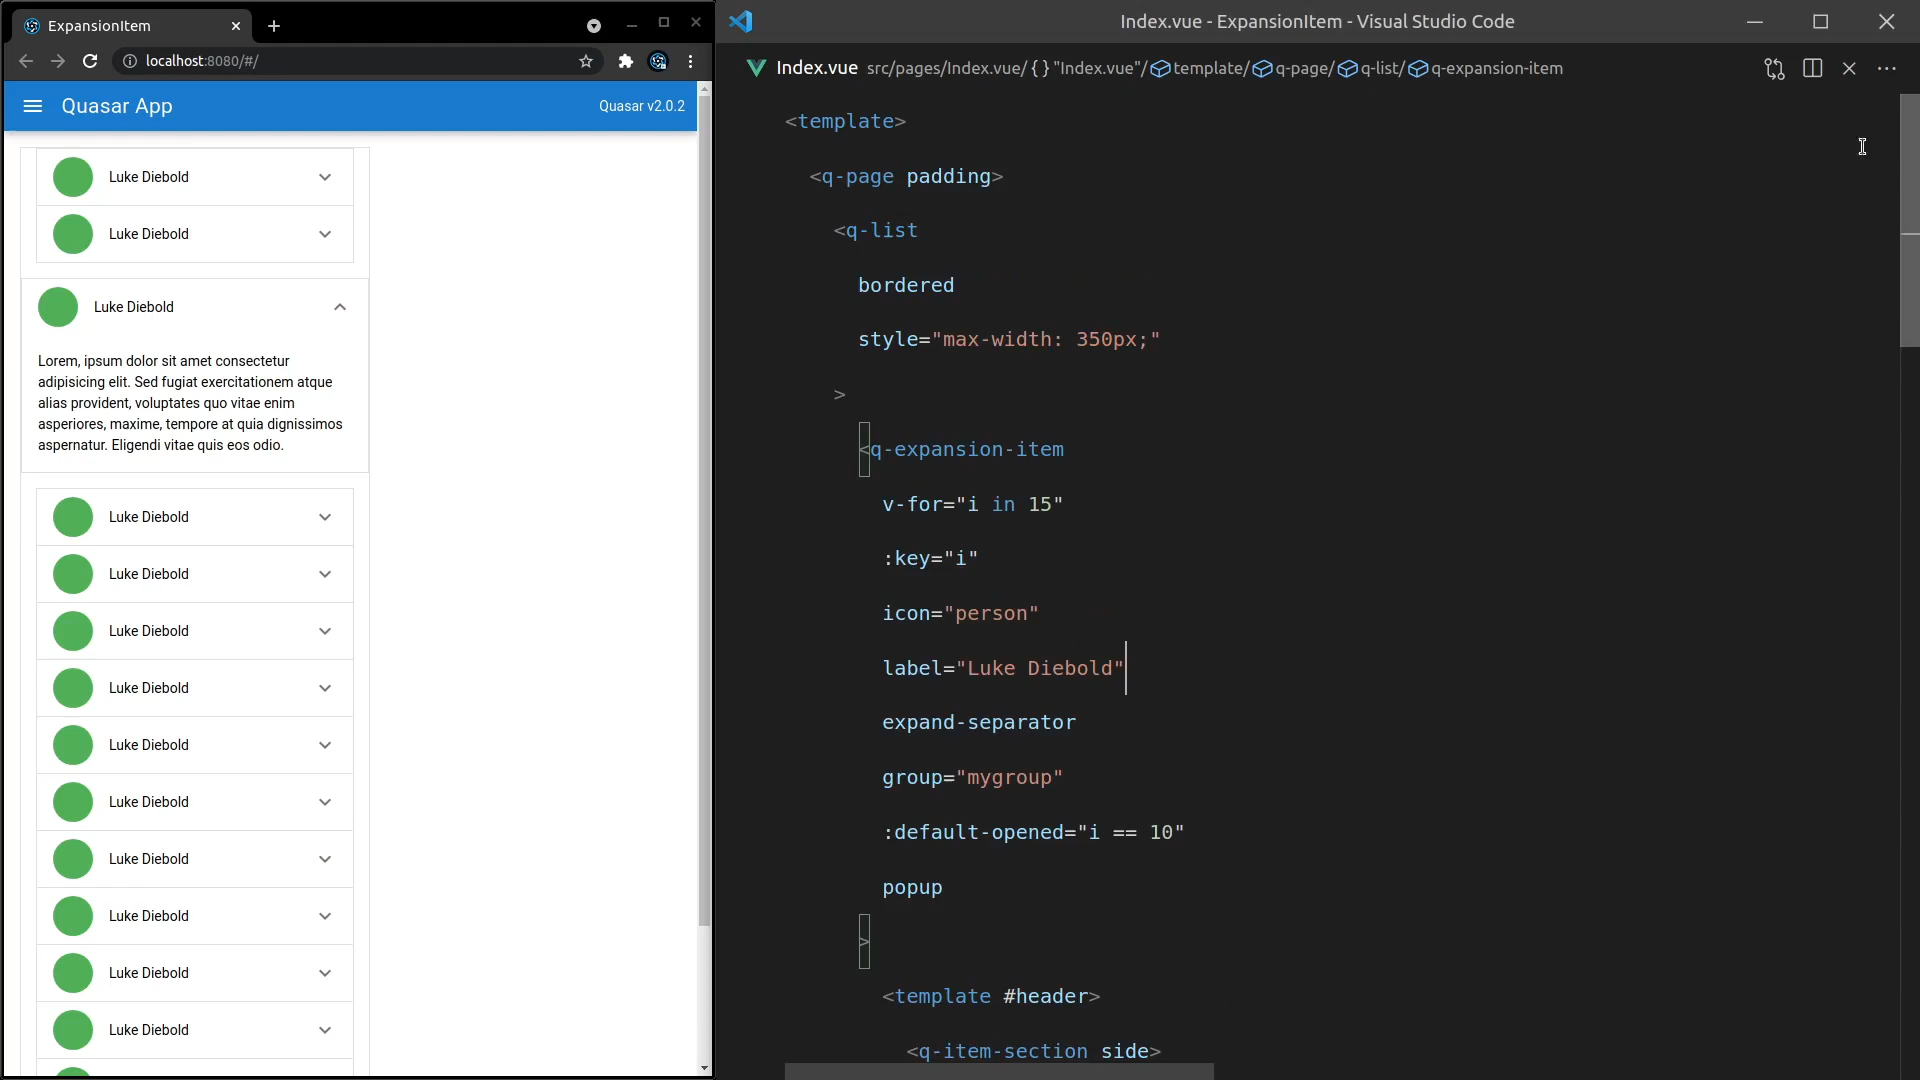 ExpansionItem
localhost:8080/#/
Quasar App
Quasar v2.0.2
Luke Diebold
Luke Diebold
Luke Diebold
Lorem, ipsum dolor sit amet consectetur
adipisicing elit. Sed fugiat exercitationem atque
alias provident, voluptates quo vitae enim
asperiores, maxime, tempore at quia dignissimos
aspernatur. Eligendi vitae quis eos odio.
Luke Diebold
Luke Diebold
Luke Diebold
Luke Diebold
Luke Diebold
Luke Diebold
Luke Diebold
Luke Diebold
Luke Diebold
Luke Diebold
Index.vue - ExpansionItem - Visual Studio Code
Index.vue src/pages/Index.vue/ {} "Index.vue"/ template/ q-page/ q-list/ q-expansion-item
<template>
<q-page padding>
<q-list
bordered
style="max-width: 350px;"
>
<q-expansion-item
v-for="i in 15"
:key="i"
icon="person"
label="Luke Diebold"
expand-separator
group="mygroup"
:default-opened="i == 10"
popup
>
<template #header>
<q-item-section side>